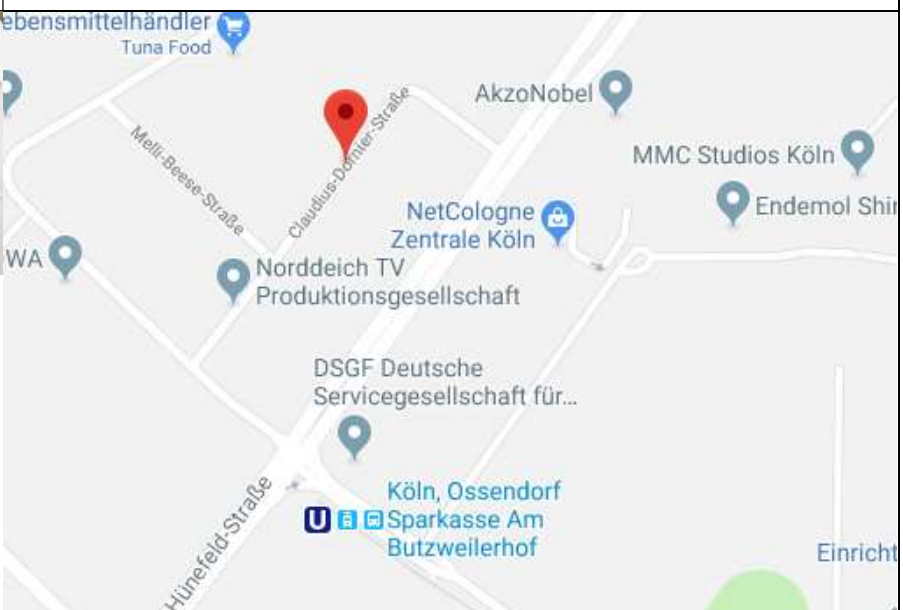 ebensmittelhändler
Tuna Food
AkzoNobel
Melli-Beese-Straße
Claudius-Dornier-Straße
MMC Studios Köln
NetCologne
Zentrale Köln
Endemol Shin
WA
Norddeich TV
Produktionsgesellschaft
DSGF Deutsche
Servicegesellschaft für...
Hünefeld-Straße
Köln, Ossendorf
U Sparkasse Am
Butzweilerhof
Einricht